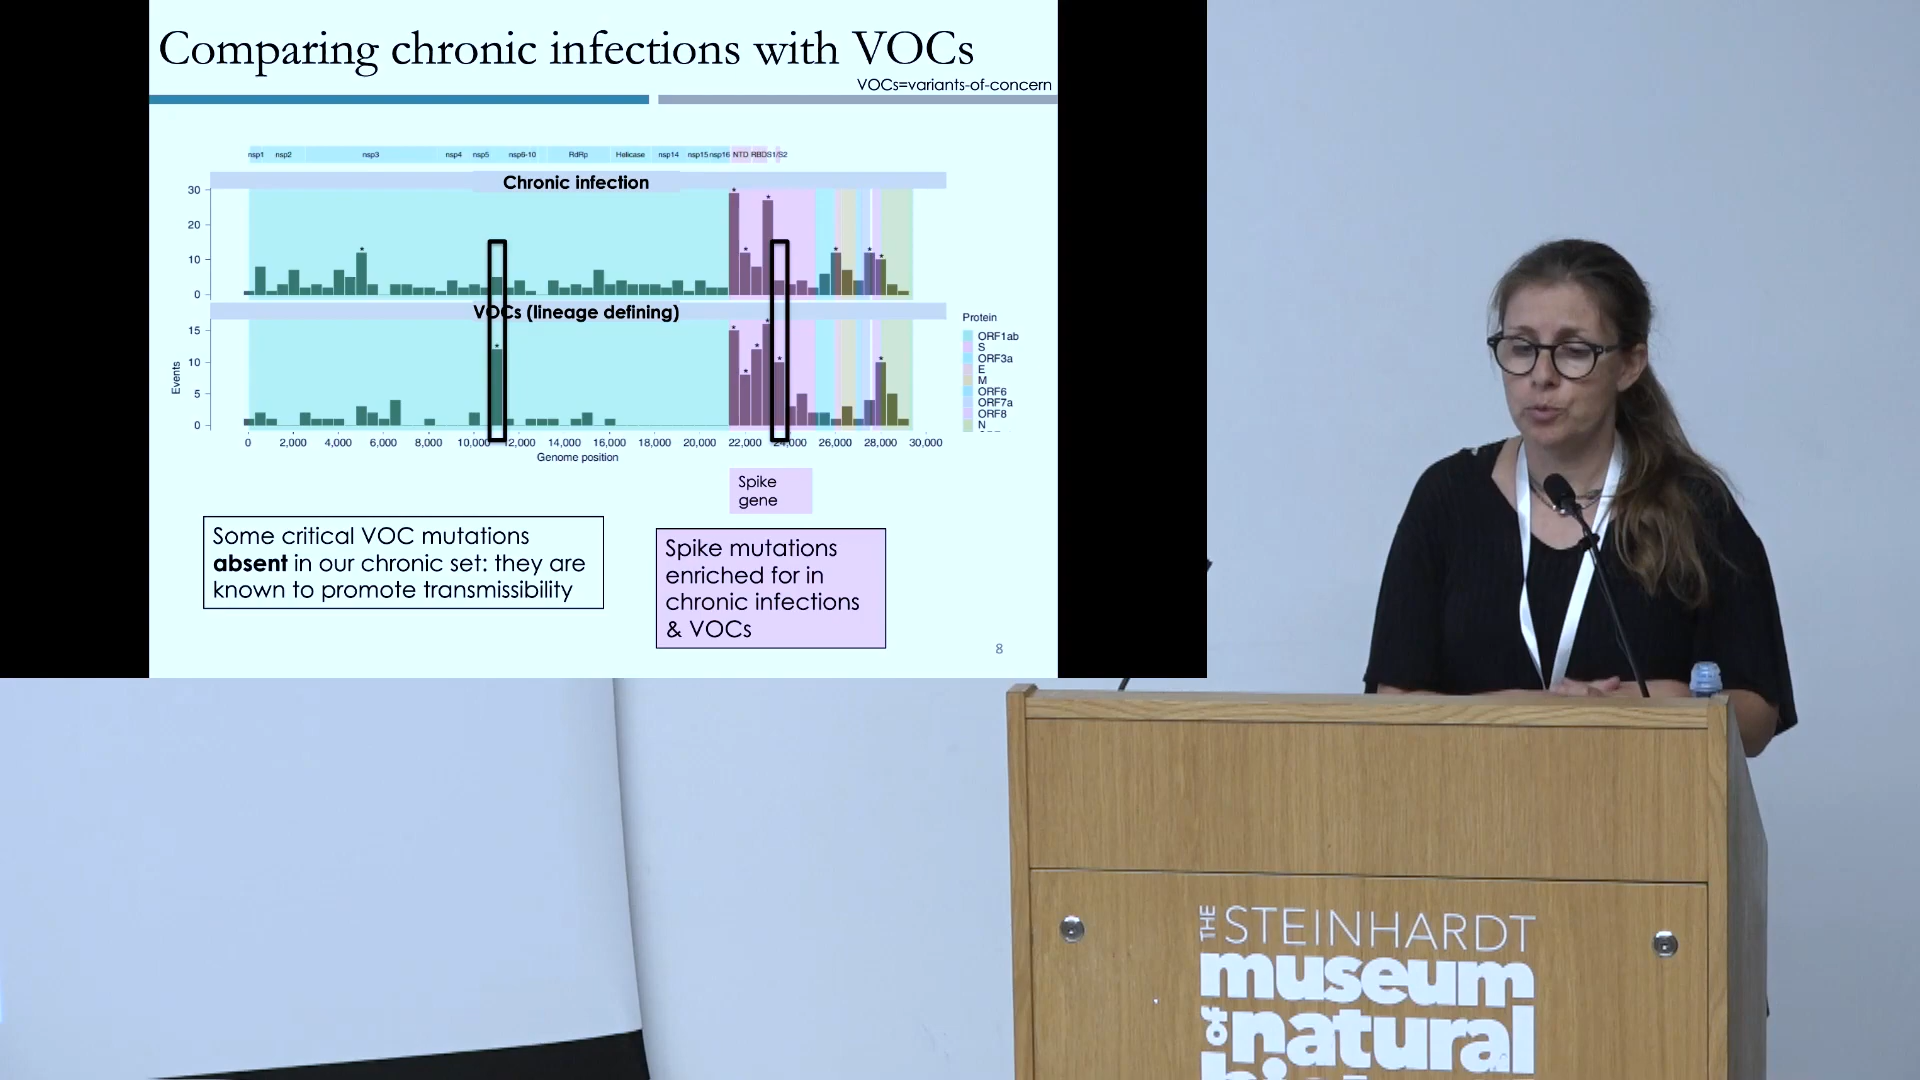 Comparing chronic infections with VOCs
VOCs=variants-of-concern
nsp1 nsp2 nsp3 nsp4 nsp5 nsp6-10 RdRp Helicase nsp14 nsp15 nsp16 NTD RBD S1/S2
Chronic infection
30
20
10
0
VOCs (lineage defining)
15
10
5
0
Events
0 2,000 4,000 6,000 8,000 10,000 12,000 14,000 16,000 18,000 20,000 22,000 24,000 26,000 28,000 30,000
Genome position
Protein
ORF1ab
S
ORF3a
E
M
ORF6
ORF7a
ORF8
N
Spike
gene
Some critical VOC mutations
absent in our chronic set: they are
known to promote transmissibility
Spike mutations
enriched for in
chronic infections
& VOCs
8
THE STEINHARDT
museum
of natural